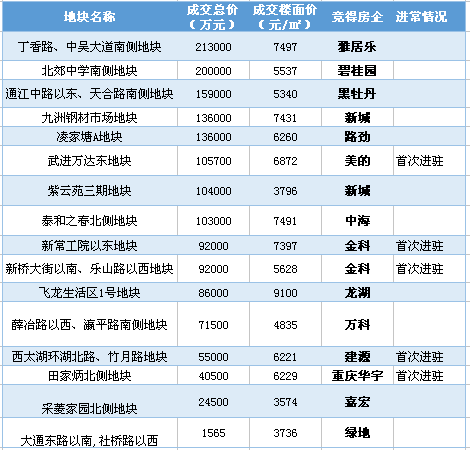 地块名称 成交总价（万元） 成交楼面价（元/㎡） 竞得房企 进常情况
丁香路、中吴大道南侧地块 213000 7497 雅居乐
北郊中学南侧地块 200000 5537 碧桂园
通江中路以东、天合路南侧地块 159000 5340 黑牡丹
九洲钢材市场地块 136000 7431 新城
凌家塘A地块 136000 6260 路劲
武进万达东地块 105700 6872 美的 首次进驻
紫云苑三期地块 104000 3796 新城
泰和之春北侧地块 103000 7491 中海
新常工院以东地块 92000 7397 金科 首次进驻
新桥大街以南、乐山路以西地块 92000 5628 金科 首次进驻
飞龙生活区1号地块 86000 9100 龙湖
薛冶路以西、瀛平路南侧地块 71500 4835 万科
西太湖环湖北路、竹月路地块 55000 6221 建源 首次进驻
田家炳北侧地块 40500 6229 重庆华宇 首次进驻
采菱家园北侧地块 24500 3574 嘉宏
大通东路以南,社桥路以西 1565 3736 绿地